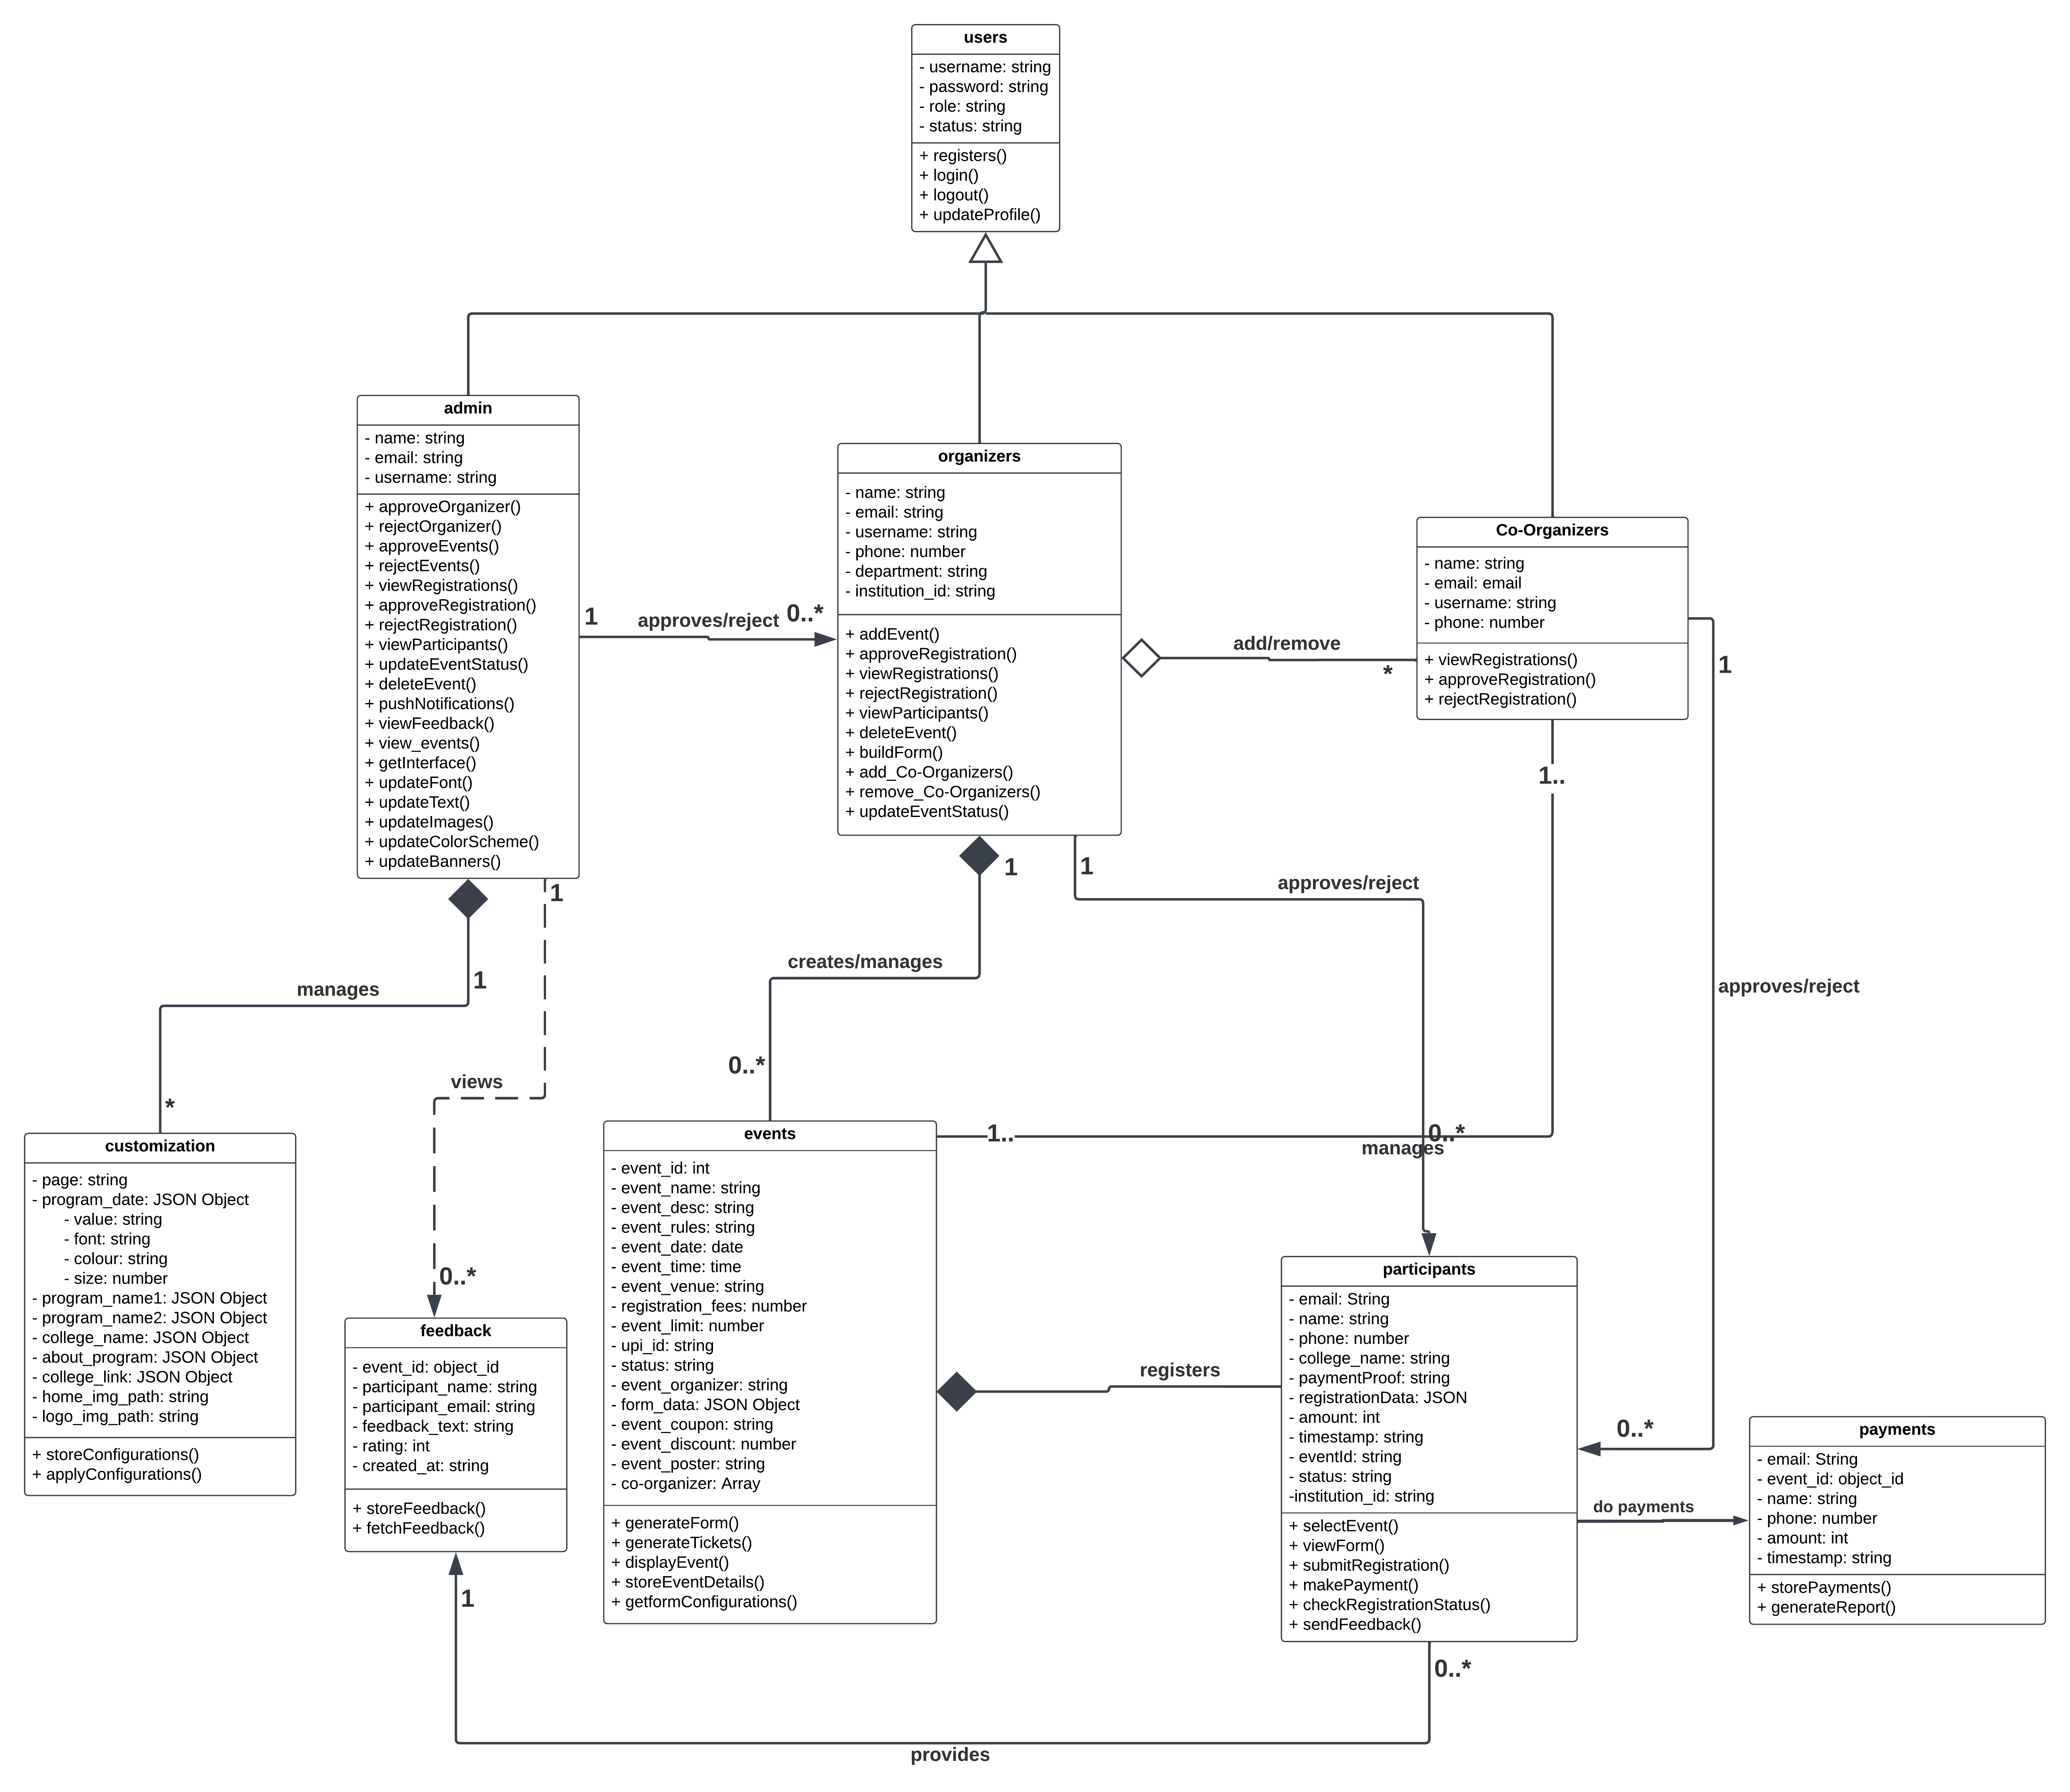 users
- username: string
- password: string
- role: string
- status: string
+ registers()
+ login()
+ logout()
+ updateProfile()
admin
- name: string
- email: string
- username: string
+ approveOrganizer()
+ rejectOrganizer()
+ approveEvents()
+ rejectEvents()
+ viewRegistrations()
+ approveRegistration()
+ rejectRegistration()
+ viewParticipants()
+ updateEventStatus()
+ deleteEvent()
+ pushNotifications()
+ viewFeedback()
+ view_events()
+ getInterface()
+ updateFont()
+ updateText()
+ updateImages()
+ updateColorScheme()
+ updateBanners()
1
approves/reject
0..*
organizers
- name: string
- email: string
- username: string
- phone: number
- department: string
- institution_id: string
+ addEvent()
+ approveRegistration()
+ viewRegistrations()
+ rejectRegistration()
+ viewParticipants()
+ deleteEvent()
+ buildForm()
+ add_Co-Organizers()
+ remove_Co-Organizers()
+ updateEventStatus()
add/remove
*
Co-Organizers
- name: string
- email: email
- username: string
- phone: number
+ viewRegistrations()
+ approveRegistration()
+ rejectRegistration()
1
1..
approves/reject
1
1
approves/reject
1
creates/manages
0..*
manages
1
*
views
0..*
1..
0..*
manages
customization
- page: string
- program_date: JSON Object
- value: string
- font: string
- colour: string
- size: number
- program_name1: JSON Object
- program_name2: JSON Object
- college_name: JSON Object
- about_program: JSON Object
- college_link: JSON Object
- home_img_path: string
- logo_img_path: string
+ storeConfigurations()
+ applyConfigurations()
feedback
- event_id: object_id
- participant_name: string
- participant_email: string
- feedback_text: string
- rating: int
- created_at: string
+ storeFeedback()
+ fetchFeedback()
1
events
- event_id: int
- event_name: string
- event_desc: string
- event_rules: string
- event_date: date
- event_time: time
- event_venue: string
- registration_fees: number
- event_limit: number
- upi_id: string
- status: string
- event_organizer: string
- form_data: JSON Object
- event_coupon: string
- event_discount: number
- event_poster: string
- co-organizer: Array
+ generateForm()
+ generateTickets()
+ displayEvent()
+ storeEventDetails()
+ getformConfigurations()
registers
participants
- email: String
- name: string
- phone: number
- college_name: string
- paymentProof: string
- registrationData: JSON
- amount: int
- timestamp: string
- eventId: string
- status: string
-institution_id: string
+ selectEvent()
+ viewForm()
+ submitRegistration()
+ makePayment()
+ checkRegistrationStatus()
+ sendFeedback()
0..*
do payments
payments
- email: String
- event_id: object_id
- name: string
- phone: number
- amount: int
- timestamp: string
+ storePayments()
+ generateReport()
0..*
provides